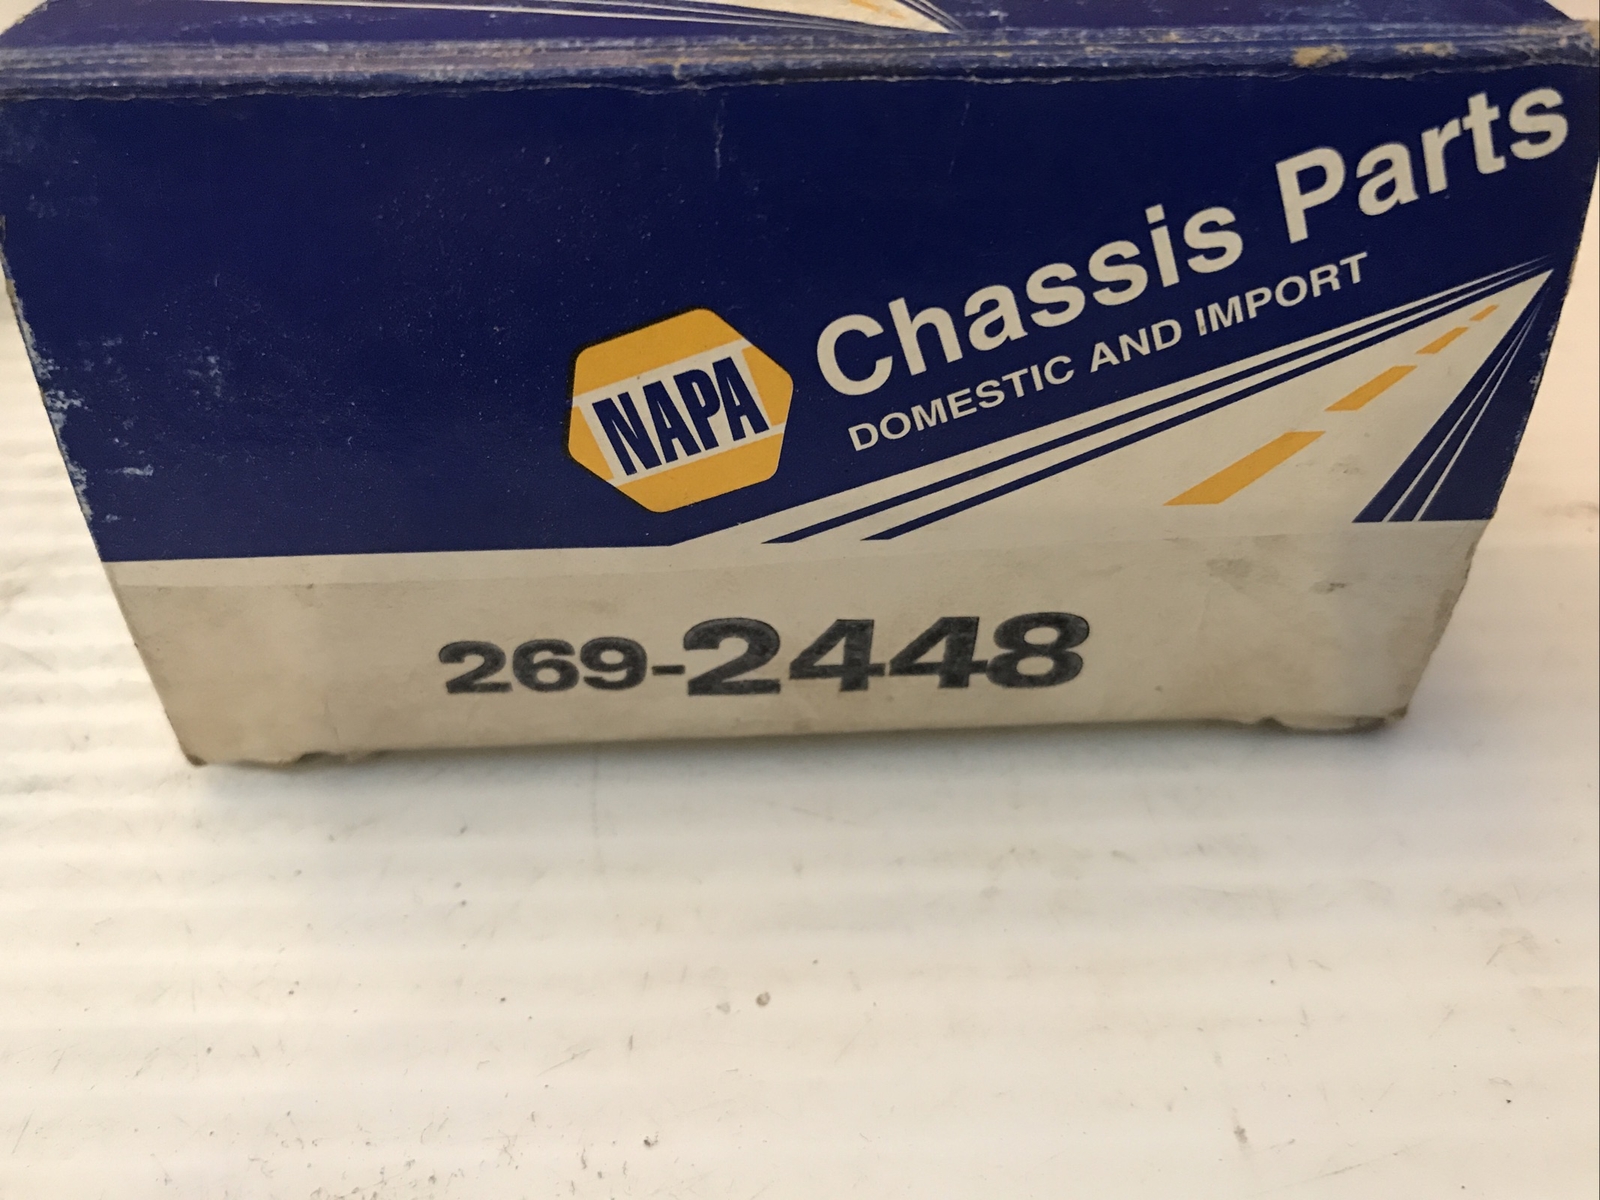 Chassis Parts
DOMESTIC AND IMPORT
NAPA
269-2448